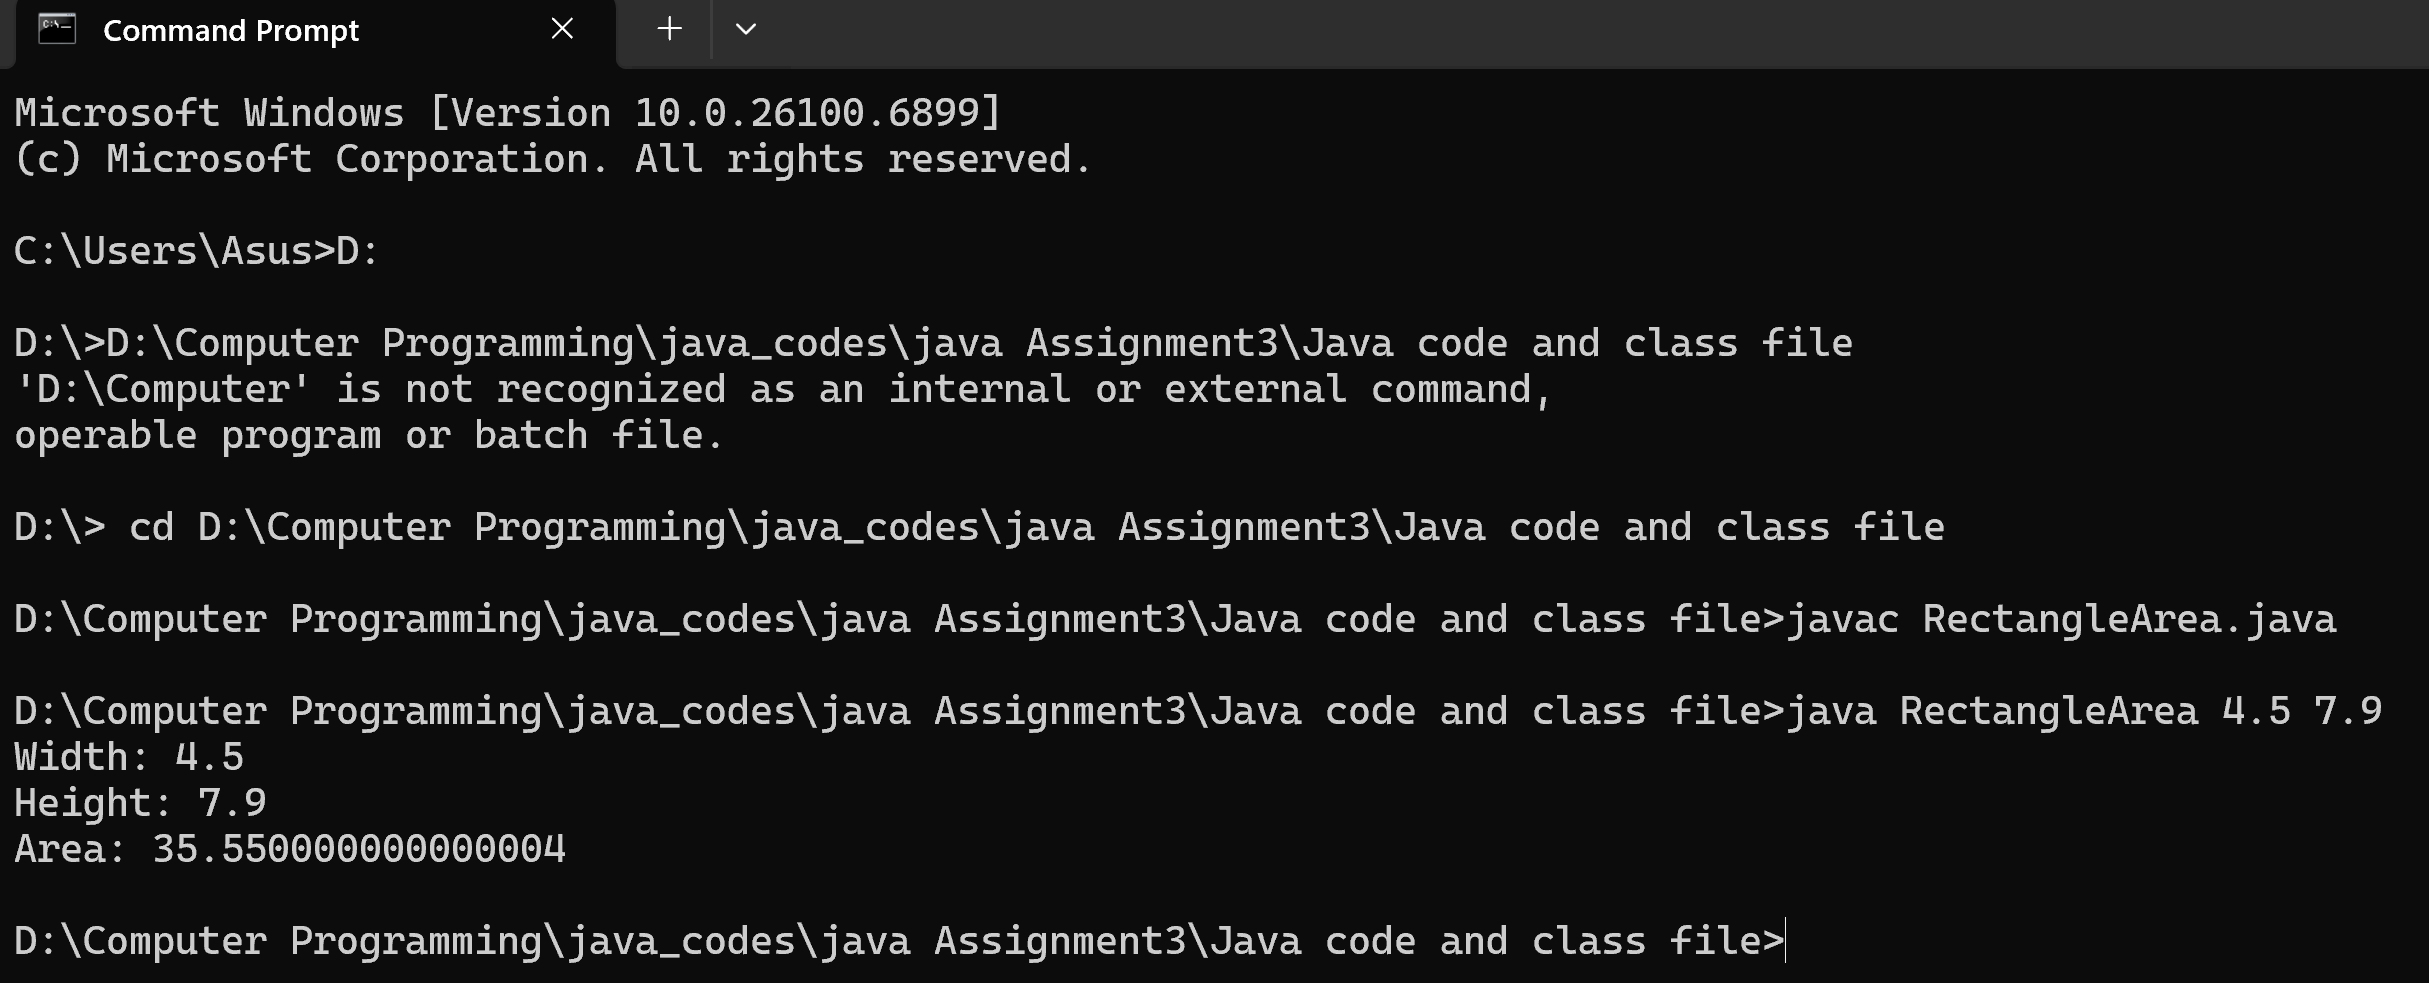 Command Prompt
Microsoft Windows [Version 10.0.26100.6899]
(c) Microsoft Corporation. All rights reserved.
C:\Users\Asus>D:
D:\>D:\Computer Programming\java_codes\java Assignment3\Java code and class file
'D:\Computer' is not recognized as an internal or external command,
operable program or batch file.
D:\> cd D:\Computer Programming\java_codes\java Assignment3\Java code and class file
D:\Computer Programming\java_codes\java Assignment3\Java code and class file>javac RectangleArea.java
D:\Computer Programming\java_codes\java Assignment3\Java code and class file>java RectangleArea 4.5 7.9
Width: 4.5
Height: 7.9
Area: 35.550000000000004
D:\Computer Programming\java_codes\java Assignment3\Java code and class file>